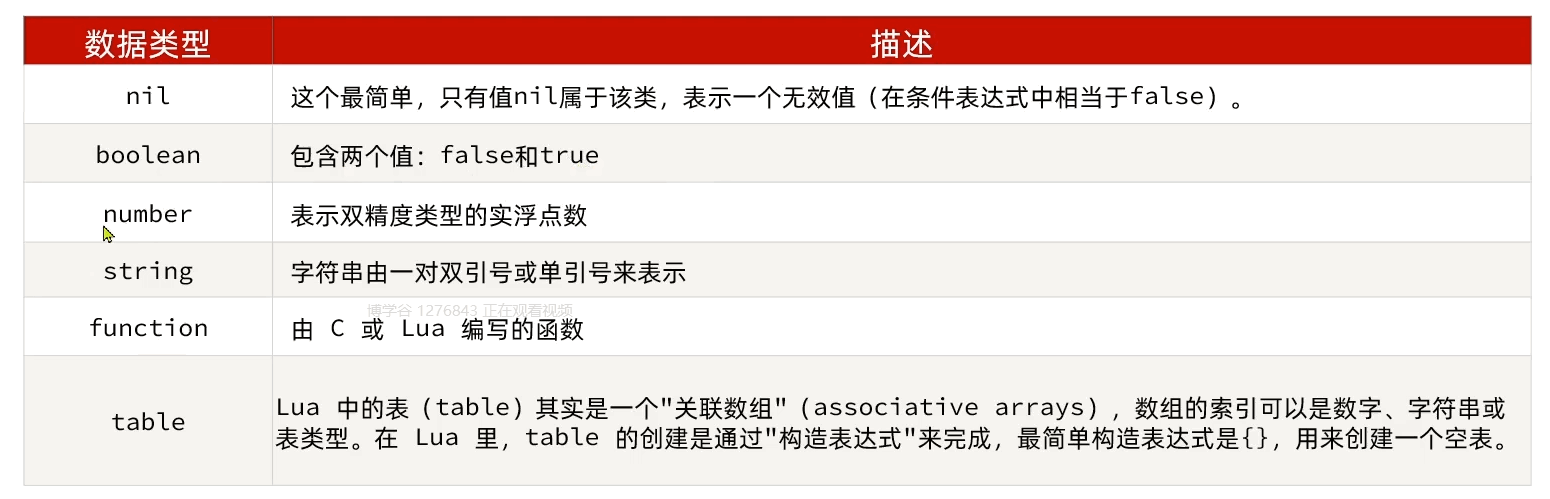 数据类型 描述
nil 这个最简单，只有值nil属于该类，表示一个无效值（在条件表达式中相当于false）。
boolean 包含两个值：false和true
number 表示双精度类型的实浮点数
string 字符串由一对双引号或单引号来表示
博学谷 1276843 正在观看视频
function 由 C 或 Lua 编写的函数
Lua 中的表（table）其实是一个"关联数组"（associative arrays），数组的索引可以是数字、字符串或
table
表类型。在 Lua 里，table 的创建是通过"构造表达式"来完成，最简单构造表达式是{}，用来创建一个空表。